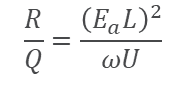 R/Q = (E_a L)²/ωU